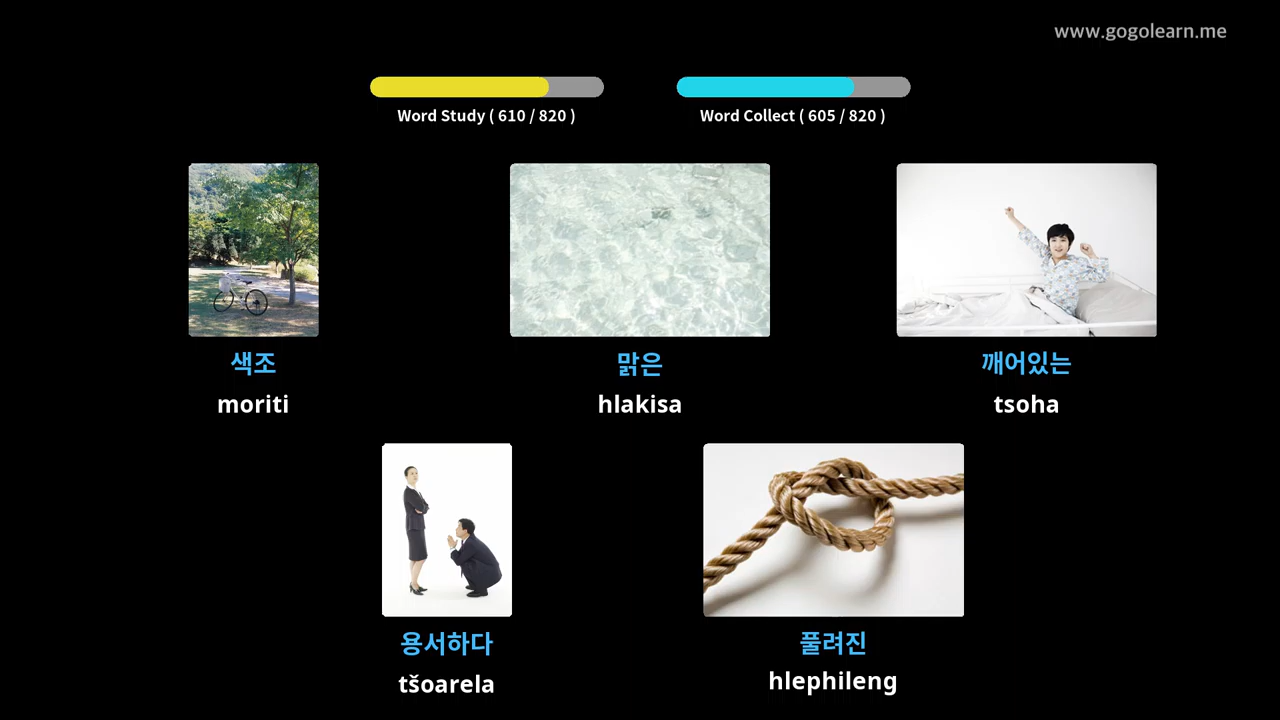 www.gogolearn.me
Word Study ( 610 / 820 )
Word Collect ( 605 / 820 )
색조
맑은
깨어있는
moriti
hlakisa
tsoha
용서하다
풀려진
tšoarela
hlephileng